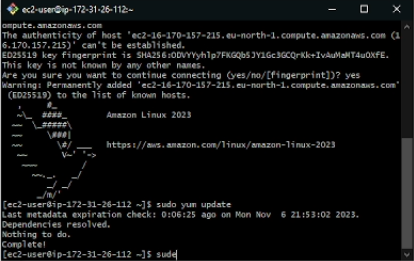 ec2-user@ip-172-31-26-112:~
ompute.amazonaws.com
The authenticity of host 'ec2-16-170-157-215.eu-north-1.compute.amazonaws.com (1
6.170.157.215)' can't be established.
ED25519 key fingerprint is SHA256:ODVYYyhlp7FKGQb5JY1Gc3GCQrKk+IvAuMaMT4uOXfE.
This key is not known by any other names.
Are you sure you want to continue connecting (yes/no/[fingerprint])? yes
Warning: Permanently added 'ec2-16-170-157-215.eu-north-1.compute.amazonaws.com'
(ED25519) to the list of known hosts.
Amazon Linux 2023
https://aws.amazon.com/linux/amazon-linux-2023
[ec2-user@ip-172-31-26-112 ~]$ sudo yum update
Last metadata expiration check: 0:06:25 ago on Mon Nov  6 21:53:02 2023.
Dependencies resolved.
Nothing to do.
Complete!
[ec2-user@ip-172-31-26-112 ~]$ sude